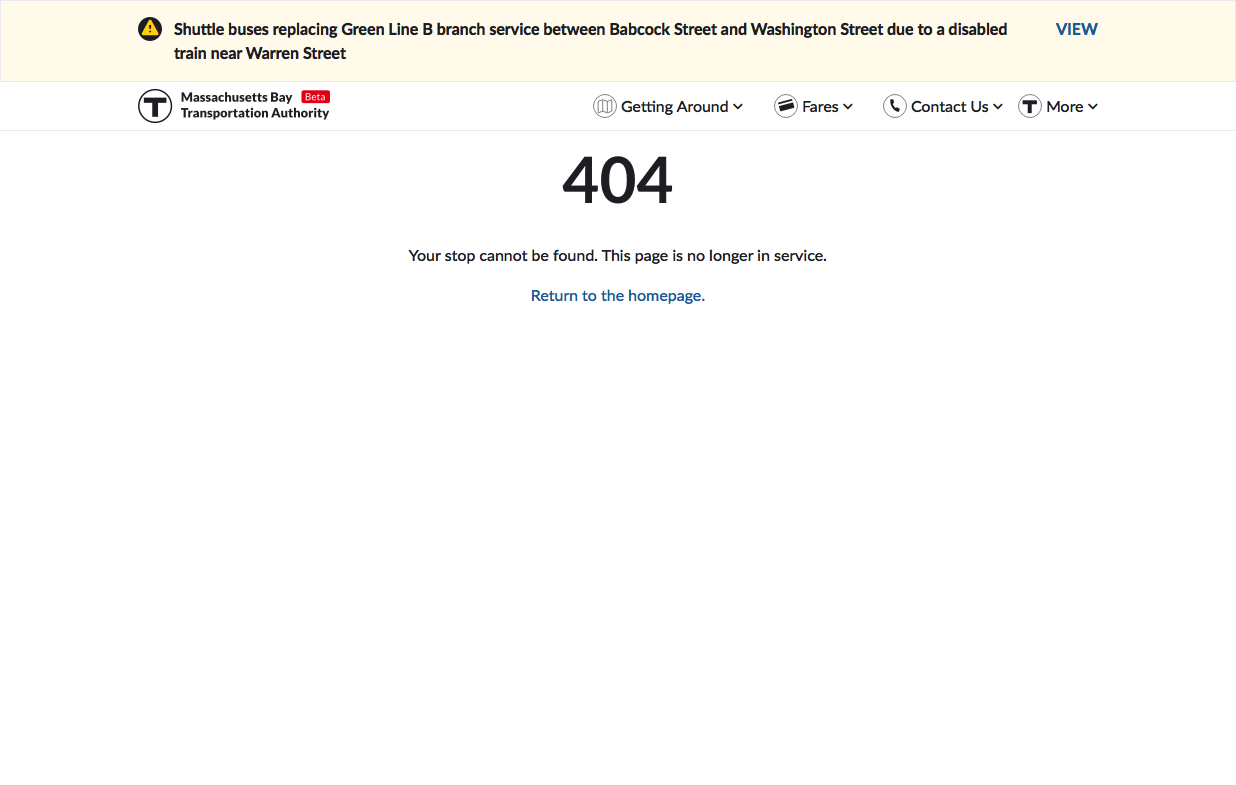 Shuttle buses replacing Green Line B branch service between Babcock Street and Washington Street due to a disabled
train near Warren Street
VIEW
T
Massachusetts Bay Beta
Transportation Authority
Getting Around
Fares
Contact Us
T More
404
Your stop cannot be found. This page is no longer in service.
Return to the homepage.